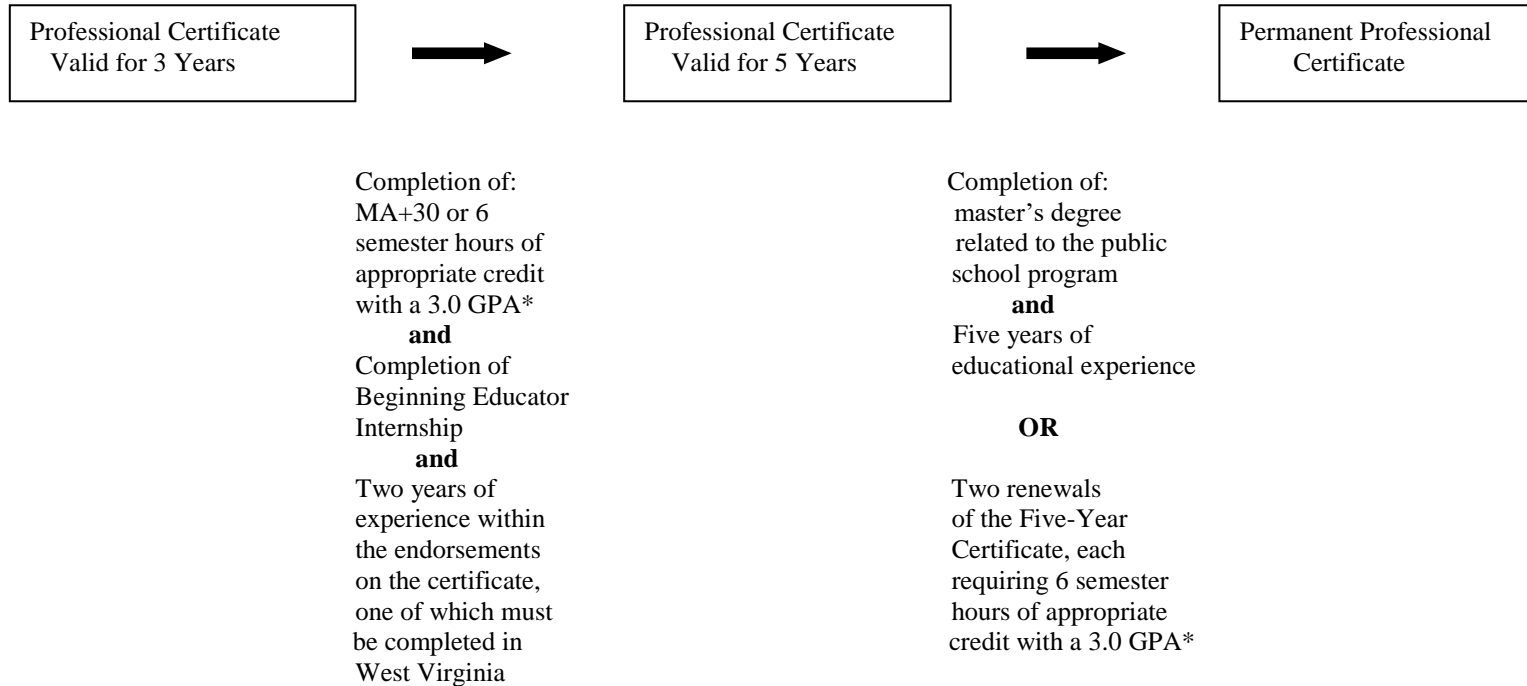 Professional Certificate
Valid for 3 Years
Professional Certificate
Valid for 5 Years
Permanent Professional
Certificate
Completion of:
MA+30 or 6
semester hours of
appropriate credit
with a 3.0 GPA*
and
Completion of
Beginning Educator
Internship
and
Two years of
experience within
the endorsements
on the certificate,
one of which must
be completed in
West Virginia
Completion of:
master’s degree
related to the public
school program
and
Five years of
educational experience
OR
Two renewals
of the Five-Year
Certificate, each
requiring 6 semester
hours of appropriate
credit with a 3.0 GPA*